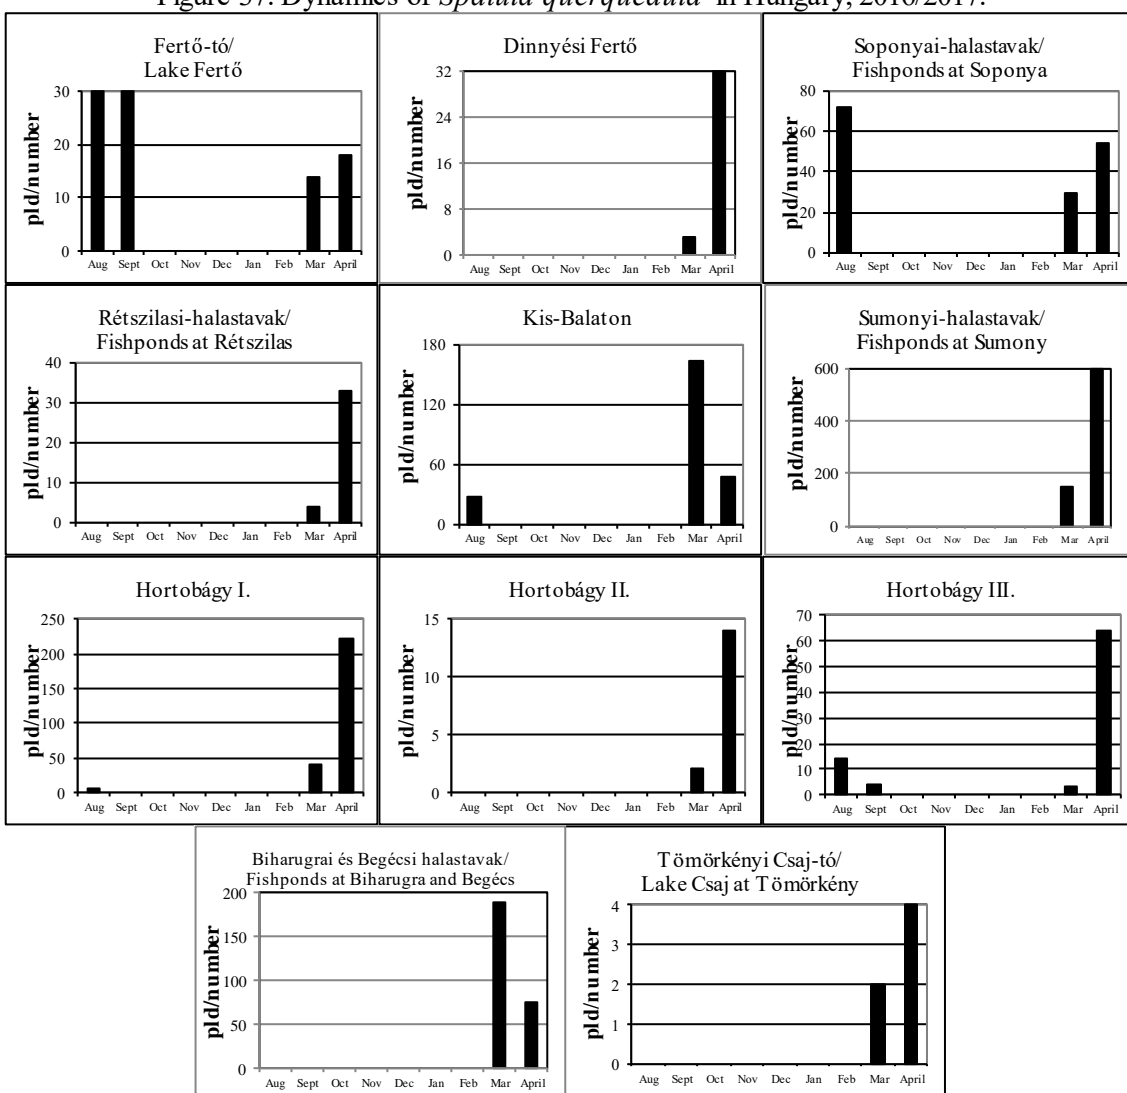 Figure 37. Dynamics of Spatula querquedula in Hungary, 2016/2017.
Fertő-tó/
Lake Fertő
pld/number
30
20
10
0
Aug Sept Oct Nov Dec Jan Feb Mar April
Dinnyési Fertő
pld/number
32
24
16
8
0
Aug Sept Oct Nov Dec Jan Feb Mar April
Soponyai-halastavak/
Fishponds at Soponya
pld/number
80
60
40
20
0
Aug Sept Oct Nov Dec Jan Feb Mar April
Rétszilasi-halastavak/
Fishponds at Rétszilas
pld/number
40
30
20
10
0
Aug Sept Oct Nov Dec Jan Feb Mar April
Kis-Balaton
pld/number
180
120
60
0
Aug Sept Oct Nov Dec Jan Feb Mar April
Sumonyi-halastavak/
Fishponds at Sumony
pld/number
600
400
200
0
Aug Sept Oct Nov Dec Jan Feb Mar April
Hortobágy I.
pld/number
250
200
150
100
50
0
Aug Sept Oct Nov Dec Jan Feb Mar April
Hortobágy II.
pld/number
15
10
5
0
Aug Sept Oct Nov Dec Jan Feb Mar April
Hortobágy III.
pld/number
70
60
50
40
30
20
10
0
Aug Sept Oct Nov Dec Jan Feb Mar April
Biharugrai és Begécsi halastavak/
Fishponds at Biharugra and Begécs
pld/number
200
150
100
50
0
Aug Sept Oct Nov Dec Jan Feb Mar April
Tömörkényi Csaj-tó/
Lake Csaj at Tömörkény
pld/number
4
3
2
1
0
Aug Sept Oct Nov Dec Jan Feb Mar April